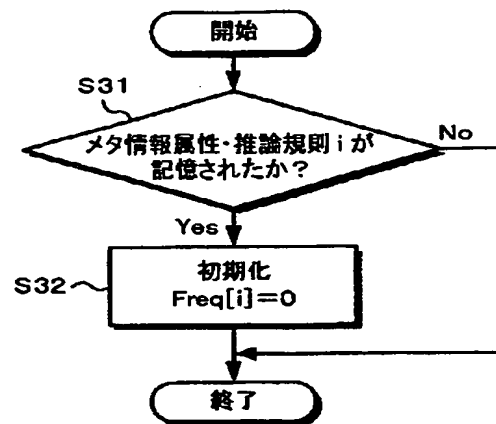 開始
S31
メタ情報属性・推論規則iが
記憶されたか？
No
Yes
S32
初期化
Freq[i]=0
終了